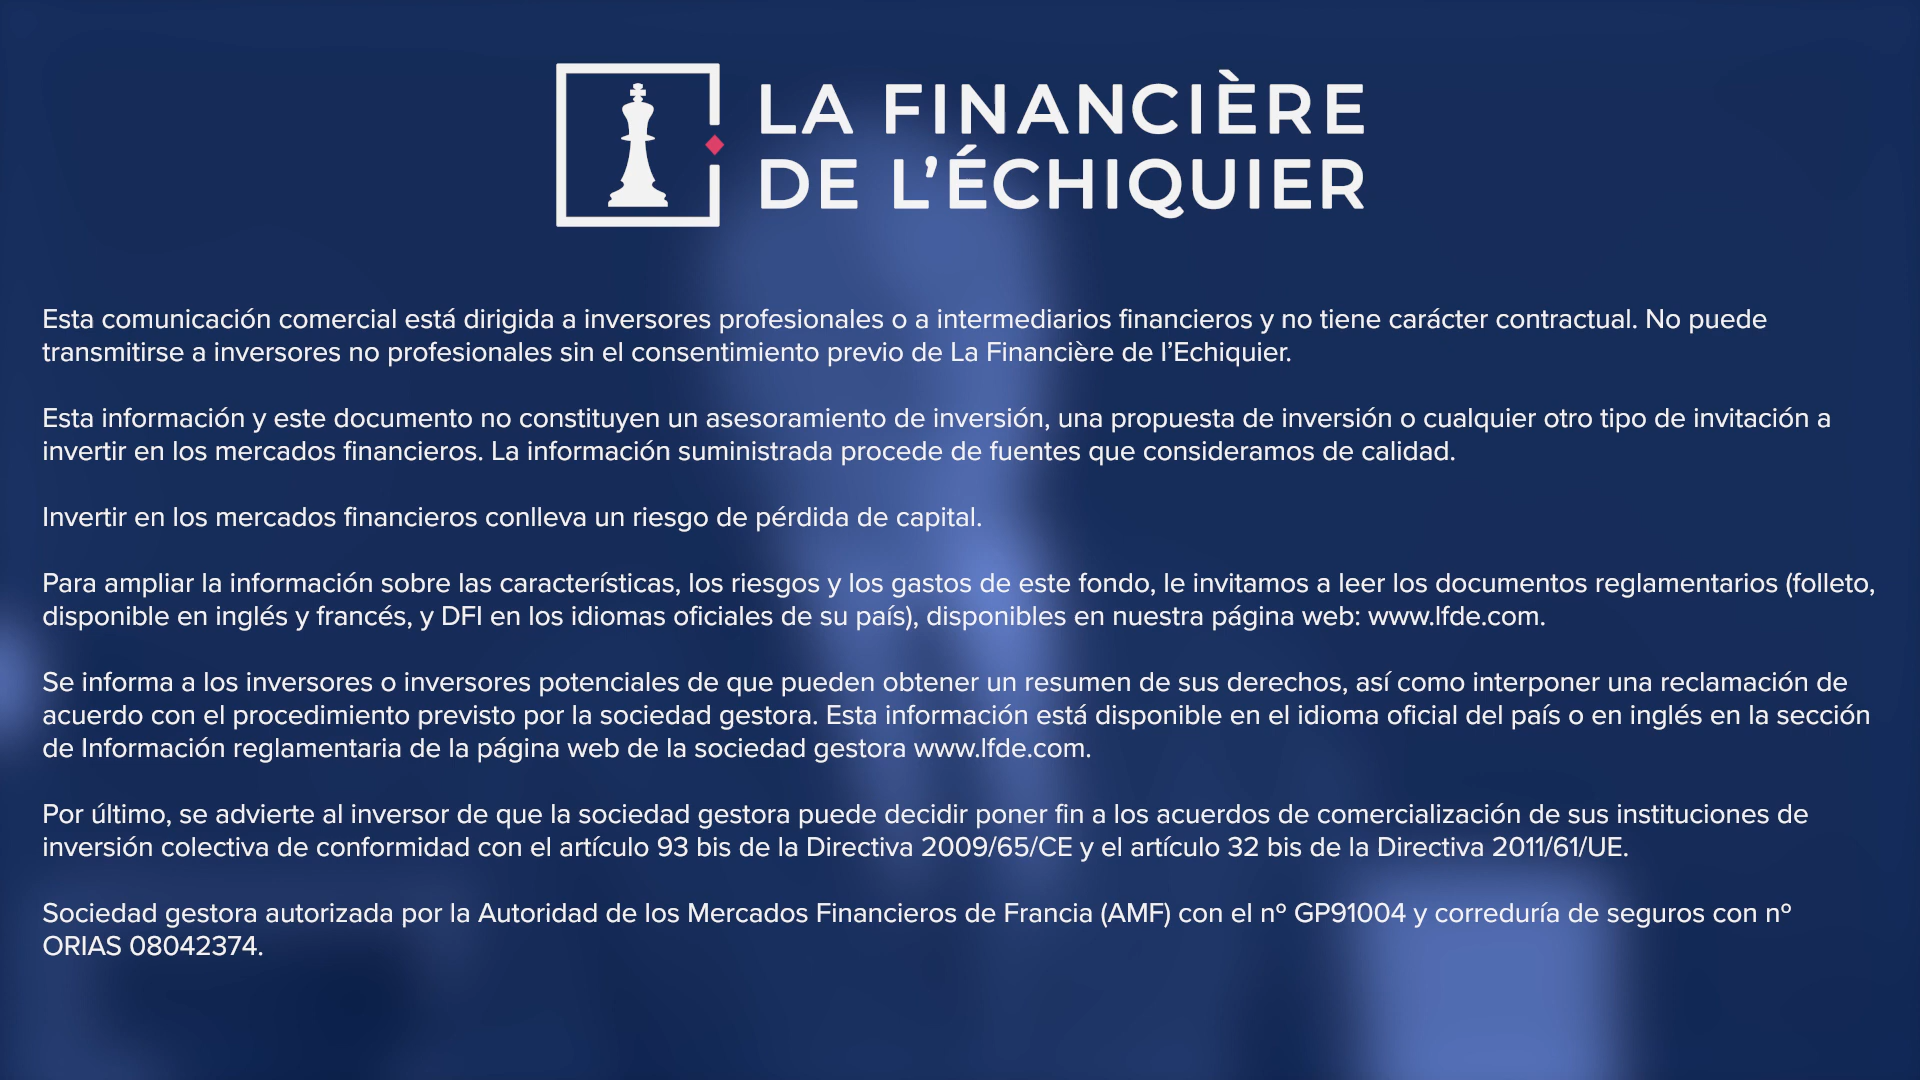 LA FINANCIÈRE
DE L’ÉCHIQUIER
Esta comunicación comercial está dirigida a inversores profesionales o a intermediarios financieros y no tiene carácter contractual. No puede
transmitirse a inversores no profesionales sin el consentimiento previo de La Financière de l’Echiquier.
Esta información y este documento no constituyen un asesoramiento de inversión, una propuesta de inversión o cualquier otro tipo de invitación a
invertir en los mercados financieros. La información suministrada procede de fuentes que consideramos de calidad.
Invertir en los mercados financieros conlleva un riesgo de pérdida de capital.
Para ampliar la información sobre las características, los riesgos y los gastos de este fondo, le invitamos a leer los documentos reglamentarios (folleto,
disponible en inglés y francés, y DFI en los idiomas oficiales de su país), disponibles en nuestra página web: www.lfde.com.
Se informa a los inversores o inversores potenciales de que pueden obtener un resumen de sus derechos, así como interponer una reclamación de
acuerdo con el procedimiento previsto por la sociedad gestora. Esta información está disponible en el idioma oficial del país o en inglés en la sección
de Información reglamentaria de la página web de la sociedad gestora www.lfde.com.
Por último, se advierte al inversor de que la sociedad gestora puede decidir poner fin a los acuerdos de comercialización de sus instituciones de
inversión colectiva de conformidad con el artículo 93 bis de la Directiva 2009/65/CE y el artículo 32 bis de la Directiva 2011/61/UE.
Sociedad gestora autorizada por la Autoridad de los Mercados Financieros de Francia (AMF) con el nº GP91004 y correduría de seguros con nº
ORIAS 08042374.